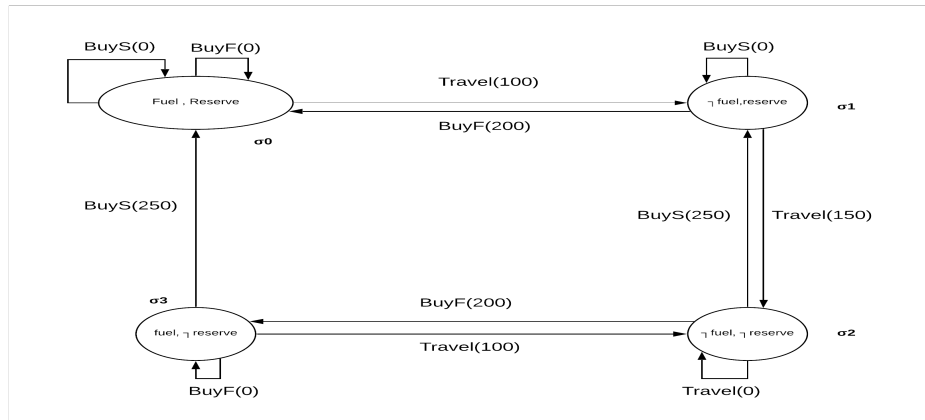 BuyS(0)
BuyF(0)
BuyS(0)
Fuel , Reserve
Travel(100)
┐fuel,reserve
σ1
BuyF(200)
σ0
BuyS(250)
BuyS(250)
Travel(150)
σ3
BuyF(200)
fuel, ┐reserve
┐fuel, ┐reserve
σ2
Travel(100)
BuyF(0)
Travel(0)